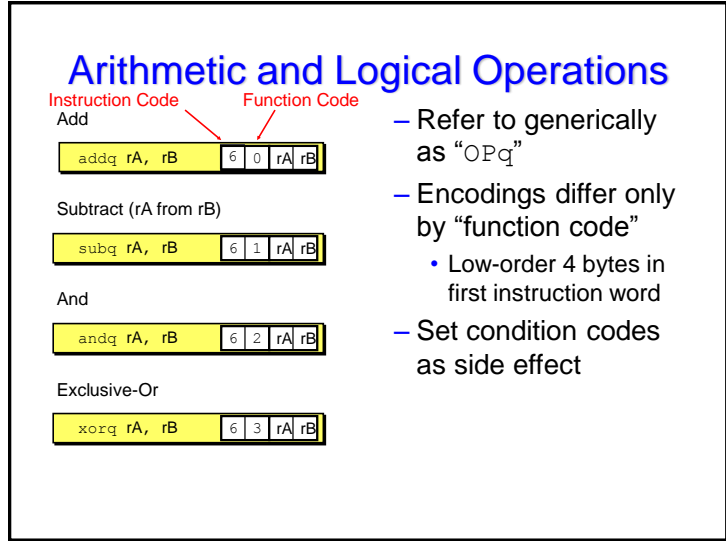 Arithmetic and Logical Operations
Instruction Code Function Code
Add
addq rA, rB 6 0 rA rB
Subtract (rA from rB)
subq rA, rB 6 1 rA rB
And
andq rA, rB 6 2 rA rB
Exclusive-Or
xorq rA, rB 6 3 rA rB
– Refer to generically
as “OPq”
– Encodings differ only
by “function code”
• Low-order 4 bytes in
first instruction word
– Set condition codes
as side effect